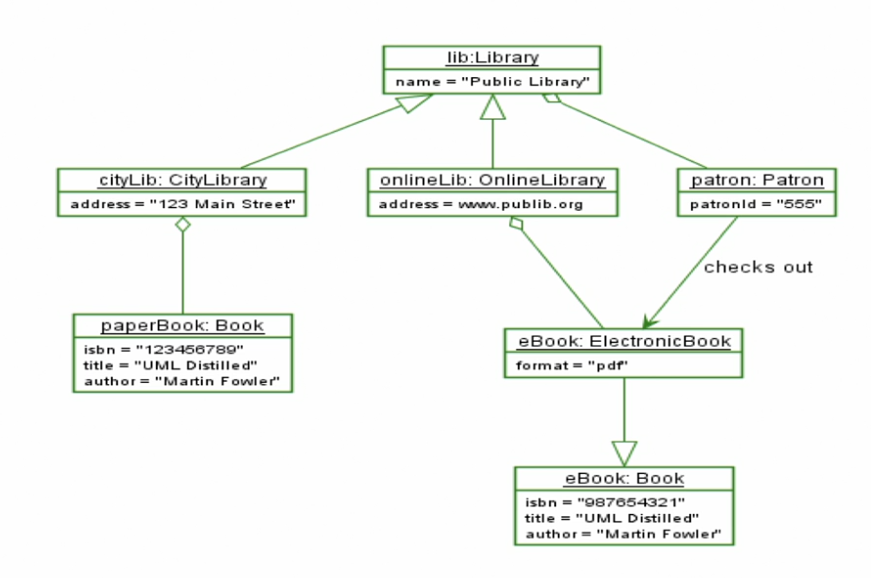 lib:Library
name = "Public Library"
cityLib: CityLibrary
address = "123 Main Street"
onlineLib: OnlineLibrary
address = www.publib.org
patron: Patron
patronId = "555"
checks out
paperBook: Book
isbn = "123456789"
title = "UML Distilled"
author = "Martin Fowler"
eBook: ElectronicBook
format = "pdf"
eBook: Book
isbn = "987654321"
title = "UML Distilled"
author = "Martin Fowler"